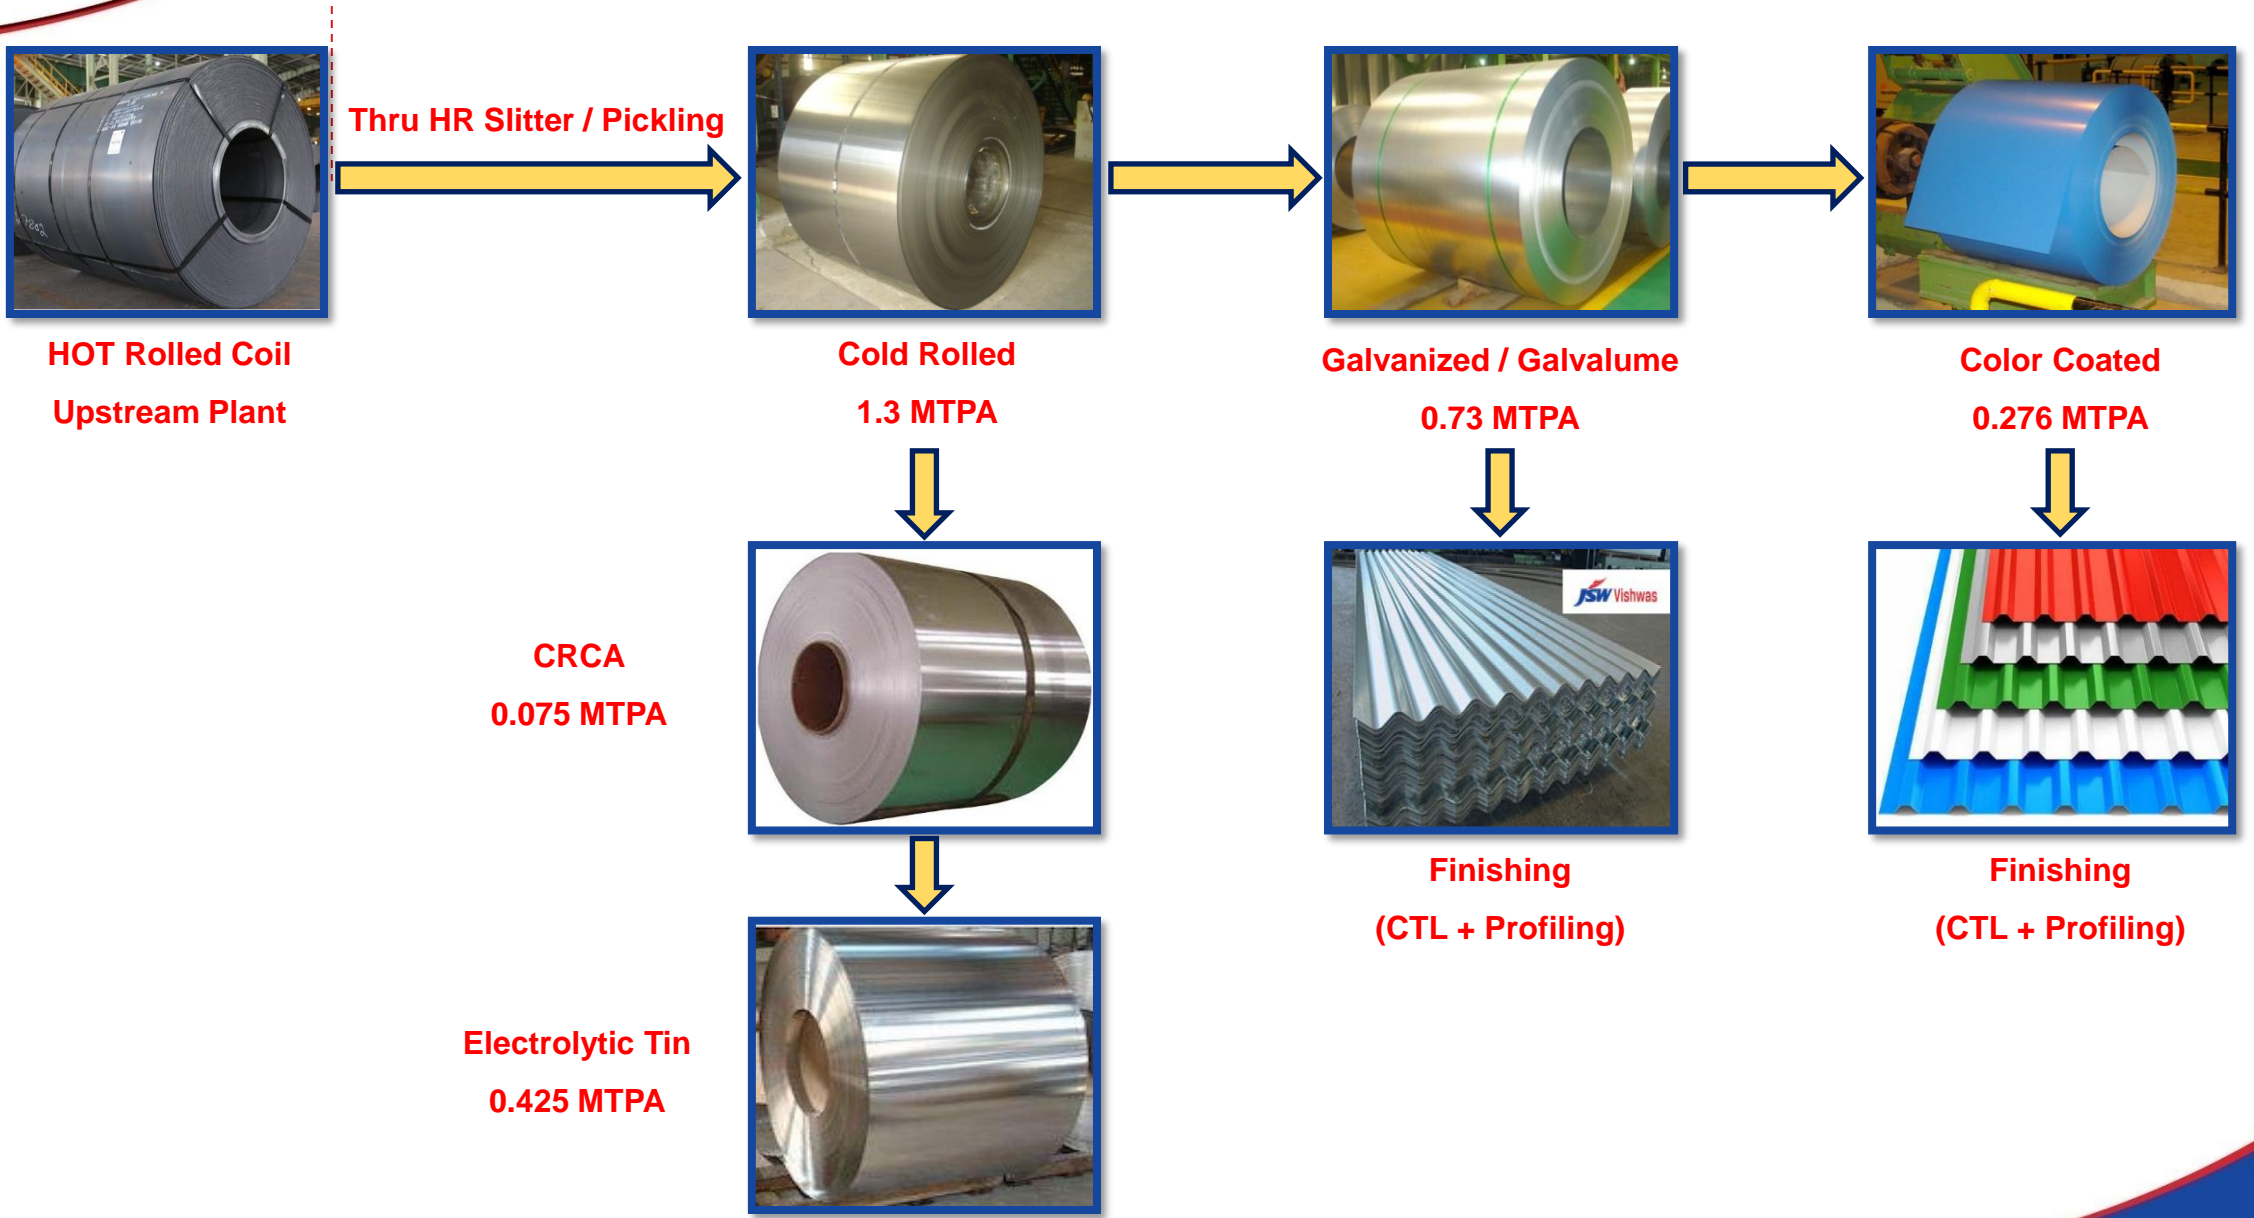 Thru HR Slitter / Pickling
HOT Rolled Coil
Upstream Plant
Cold Rolled
1.3 MTPA
Galvanized / Galvalume
0.73 MTPA
Color Coated
0.276 MTPA
CRCA
0.075 MTPA
JSW Vishwas
Finishing
(CTL + Profiling)
Finishing
(CTL + Profiling)
Electrolytic Tin
0.425 MTPA